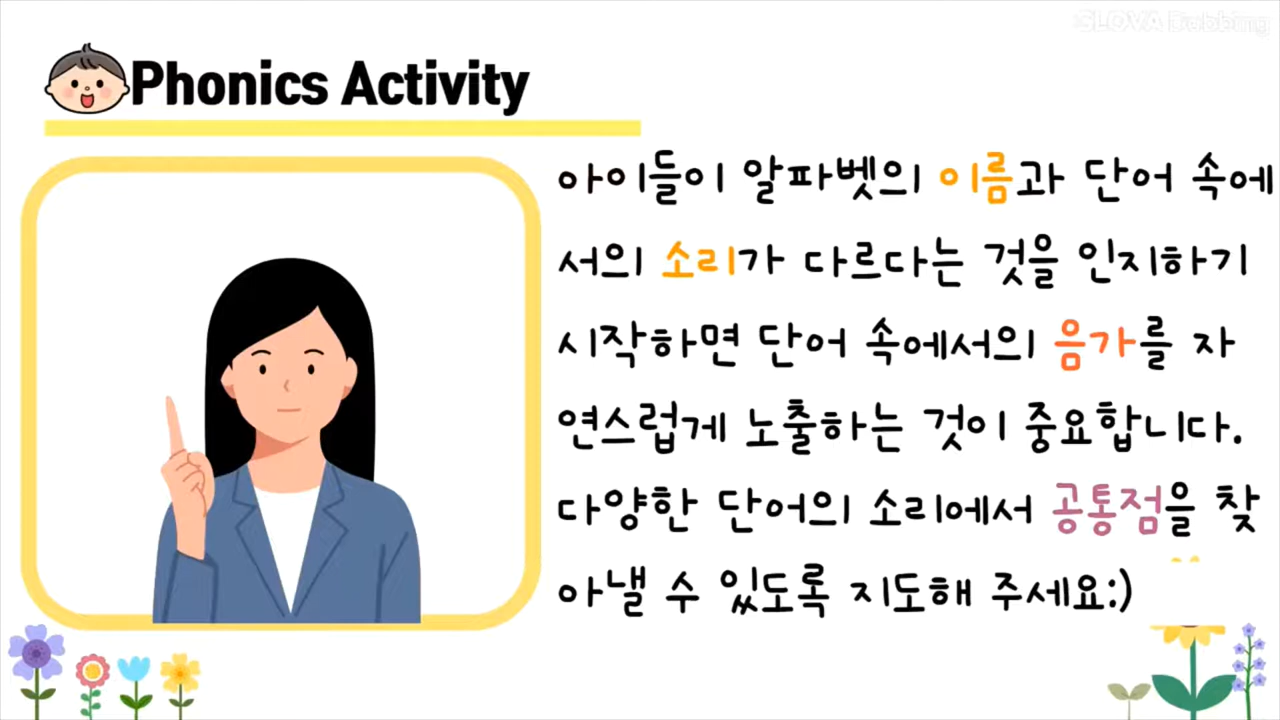 CLOVA Dubbing
Phonics Activity
아이들이 알파벳의 이름과 단어 속에
서의 소리가 다르다는 것을 인지하기
시작하면 단어 속에서의 음가를 자
연스럽게 노출하는 것이 중요합니다.
다양한 단어의 소리에서 공통점을 찾
아낼 수 있도록 지도해 주세요:)